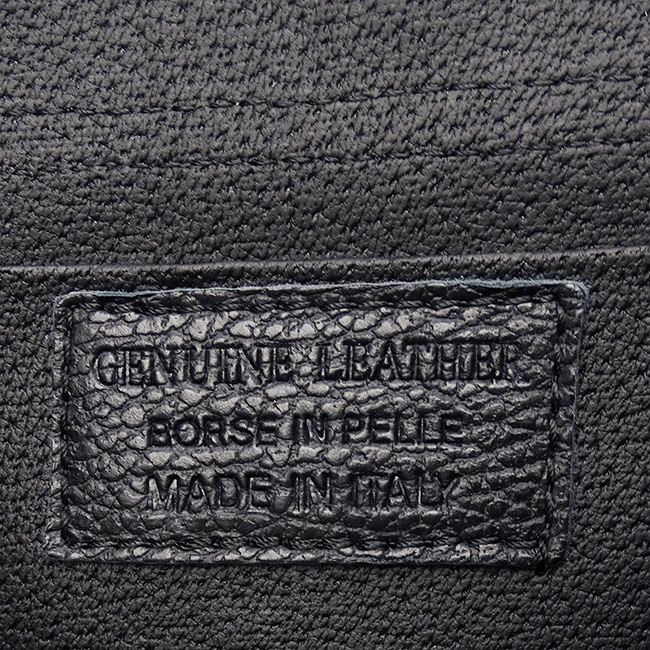 GENUINE LEATHER
BORSE IN PELLE
MADE IN ITALY